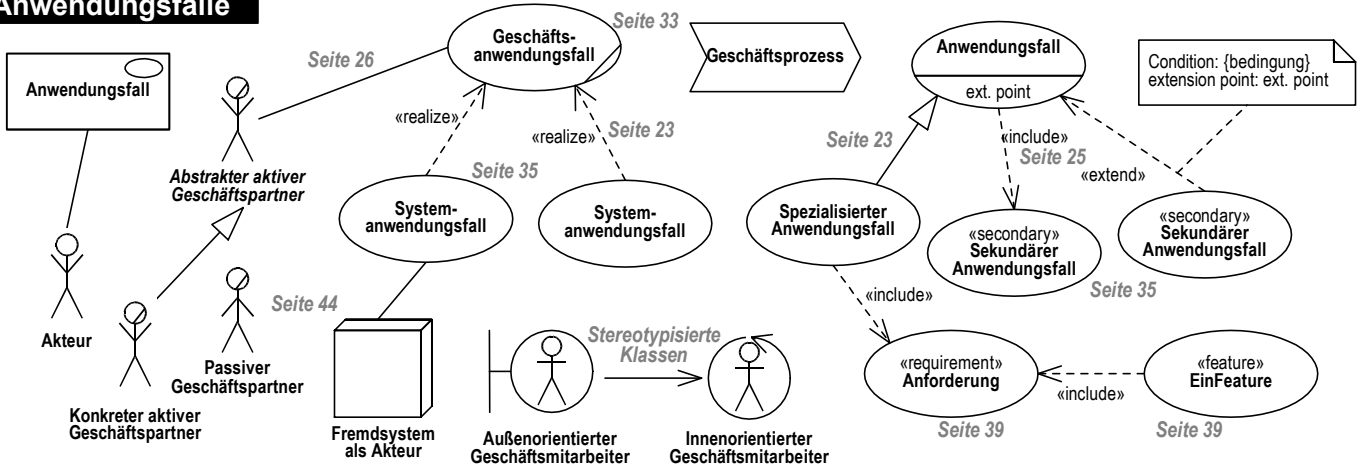 Anwendungsfälle
Anwendungsfall
Akteur
Seite 26
Abstrakter aktiver
Geschäftspartner
Konkreter aktiver
Geschäftspartner
Passiver
Geschäftspartner
Seite 44
Geschäfts-
anwendungsfall
Seite 33
«realize»
«realize»
Seite 23
Seite 35
System-
anwendungsfall
System-
anwendungsfall
Fremdsystem
als Akteur
Geschäftsprozess
Stereotypisierte
Klassen
Außenorientierter
Geschäftsmitarbeiter
Innenorientierter
Geschäftsmitarbeiter
Anwendungsfall
ext. point
Condition: {bedingung}
extension point: ext. point
Seite 23
«include»
Seite 25
«extend»
Spezialisierter
Anwendungsfall
«secondary»
Sekundärer
Anwendungsfall
«secondary»
Sekundärer
Anwendungsfall
Seite 35
«include»
«requirement»
Anforderung
«include»
«feature»
EinFeature
Seite 39
Seite 39